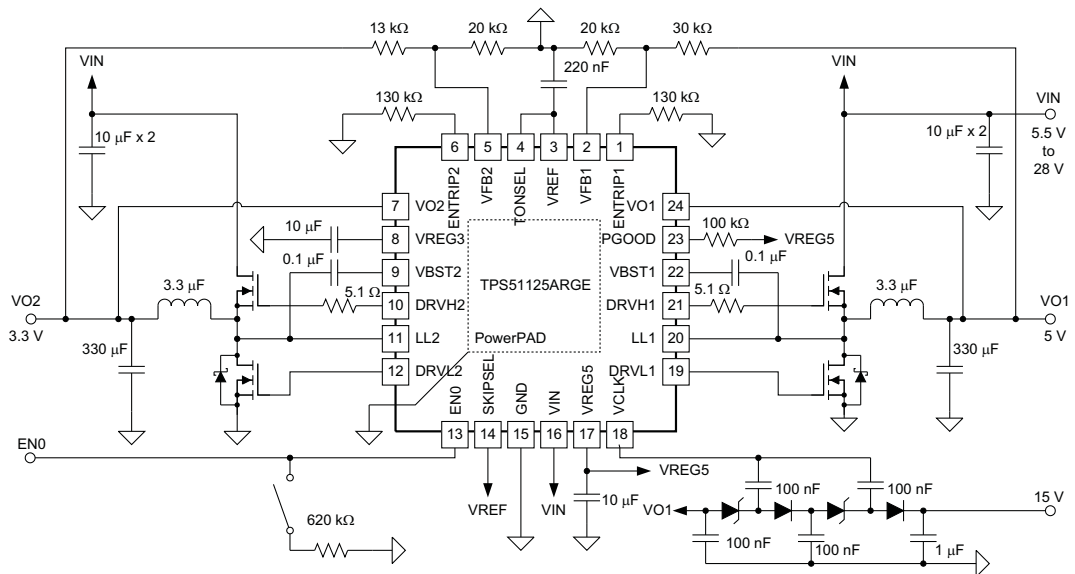 13 kΩ
20 kΩ
20 kΩ
30 kΩ
220 nF
VIN
VIN
130 kΩ
130 kΩ
VIN
5.5 V
to
28 V
10 μF x 2
10 μF x 2
6
5
4
3
2
1
ENTRIP2
VFB2
TONSEL
VREF
VFB1
ENTRIP1
7
VO2
VO1
24
10 μF
8
VREG3
PGOOD
23
100 kΩ
VREG5
0.1 μF
9
VBST2
VBST1
22
0.1 μF
TPS51125ARGE
3.3 μF
5.1 Ω
10
DRVH2
DRVH1
21
5.1 Ω
3.3 μF
VO2
3.3 V
VO1
5 V
11
LL2
PowerPAD
LL1
20
330 μF
330 μF
12
DRVL2
DRVL1
19
EN0
SKIPSEL
GND
VIN
VREG5
VCLK
13
14
15
16
17
18
EN0
VREG5
VREF
VIN
10 μF
100 nF
100 nF
VO1
15 V
620 kΩ
100 nF
100 nF
1 μF